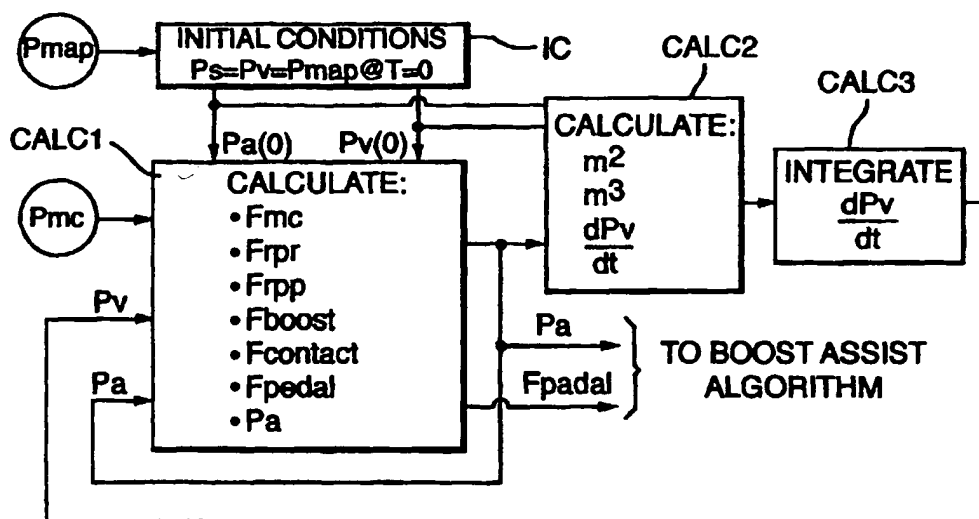 Pmap
INITIAL CONDITIONS
Ps=Pv=Pmap@T=0
IC
CALC2
CALC3
CALC1
Pa(0)
Pv(0)
Pmc
CALCULATE:
• Fmc
• Frpr
• Frpp
• Fboost
• Fcontact
• Fpedal
• Pa
CALCULATE:
m2
m3
dPv
dt
INTEGRATE
dPv
dt
Pv
Pa
Pa
Fpadal
TO BOOST ASSIST
ALGORITHM